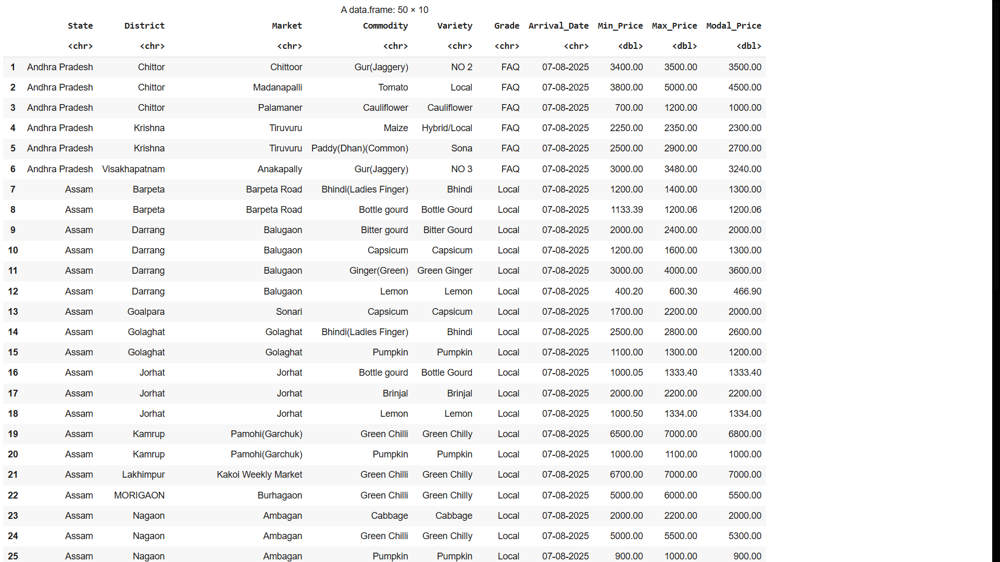 A data.frame: 50 × 10
State District Market Commodity Variety Grade Arrival_Date Min_Price Max_Price Modal_Price
<chr> <chr> <chr> <chr> <chr> <chr> <chr> <dbl> <dbl> <dbl>
1 Andhra Pradesh Chittor Chittoor Gur(Jaggery) NO 2 FAQ 07-08-2025 3400.00 3500.00 3500.00
2 Andhra Pradesh Chittor Madanapalli Tomato Local FAQ 07-08-2025 3800.00 5000.00 4500.00
3 Andhra Pradesh Chittor Palamaner Cauliflower Cauliflower FAQ 07-08-2025 700.00 1200.00 1000.00
4 Andhra Pradesh Krishna Tiruvuru Maize Hybrid/Local FAQ 07-08-2025 2250.00 2350.00 2300.00
5 Andhra Pradesh Krishna Tiruvuru Paddy(Dhan)(Common) Sona FAQ 07-08-2025 2500.00 2900.00 2700.00
6 Andhra Pradesh Visakhapatnam Anakapally Gur(Jaggery) NO 3 FAQ 07-08-2025 3000.00 3480.00 3240.00
7 Assam Barpeta Barpeta Road Bhindi(Ladies Finger) Bhindi Local 07-08-2025 1200.00 1400.00 1300.00
8 Assam Barpeta Barpeta Road Bottle gourd Bottle Gourd Local 07-08-2025 1133.39 1200.06 1200.06
9 Assam Darrang Balugaon Bitter gourd Bitter Gourd Local 07-08-2025 2000.00 2400.00 2000.00
10 Assam Darrang Balugaon Capsicum Capsicum Local 07-08-2025 1200.00 1600.00 1300.00
11 Assam Darrang Balugaon Ginger(Green) Green Ginger Local 07-08-2025 3000.00 4000.00 3600.00
12 Assam Darrang Balugaon Lemon Lemon Local 07-08-2025 400.20 600.30 466.90
13 Assam Goalpara Sonari Capsicum Capsicum Local 07-08-2025 1700.00 2200.00 2000.00
14 Assam Golaghat Golaghat Bhindi(Ladies Finger) Bhindi Local 07-08-2025 2500.00 2800.00 2600.00
15 Assam Golaghat Golaghat Pumpkin Pumpkin Local 07-08-2025 1100.00 1300.00 1200.00
16 Assam Jorhat Jorhat Bottle gourd Bottle Gourd Local 07-08-2025 1000.05 1333.40 1333.40
17 Assam Jorhat Jorhat Brinjal Brinjal Local 07-08-2025 2000.00 2200.00 2200.00
18 Assam Jorhat Jorhat Lemon Lemon Local 07-08-2025 1000.50 1334.00 1334.00
19 Assam Kamrup Pamohi(Garchuk) Green Chilli Green Chilly Local 07-08-2025 6500.00 7000.00 6800.00
20 Assam Kamrup Pamohi(Garchuk) Pumpkin Pumpkin Local 07-08-2025 1000.00 1100.00 1000.00
21 Assam Lakhimpur Kakoi Weekly Market Green Chilli Green Chilly Local 07-08-2025 6700.00 7000.00 7000.00
22 Assam MORIGAON Burhagaon Green Chilli Green Chilly Local 07-08-2025 5000.00 6000.00 5500.00
23 Assam Nagaon Ambagan Cabbage Cabbage Local 07-08-2025 2000.00 2200.00 2000.00
24 Assam Nagaon Ambagan Green Chilli Green Chilly Local 07-08-2025 5000.00 5500.00 5300.00
25 Assam Nagaon Ambagan Pumpkin Pumpkin Local 07-08-2025 900.00 1000.00 900.00